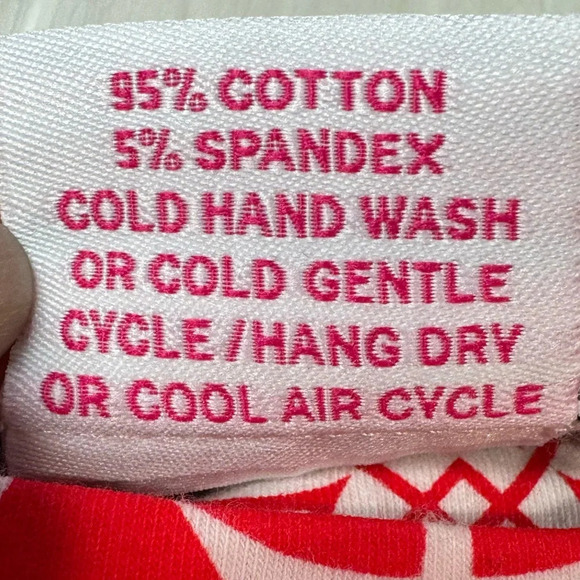 95% COTTON
5% SPANDEX
COLD HAND WASH
OR COLD GENTLE
CYCLE/HANG DRY
OR COOL AIR CYCLE